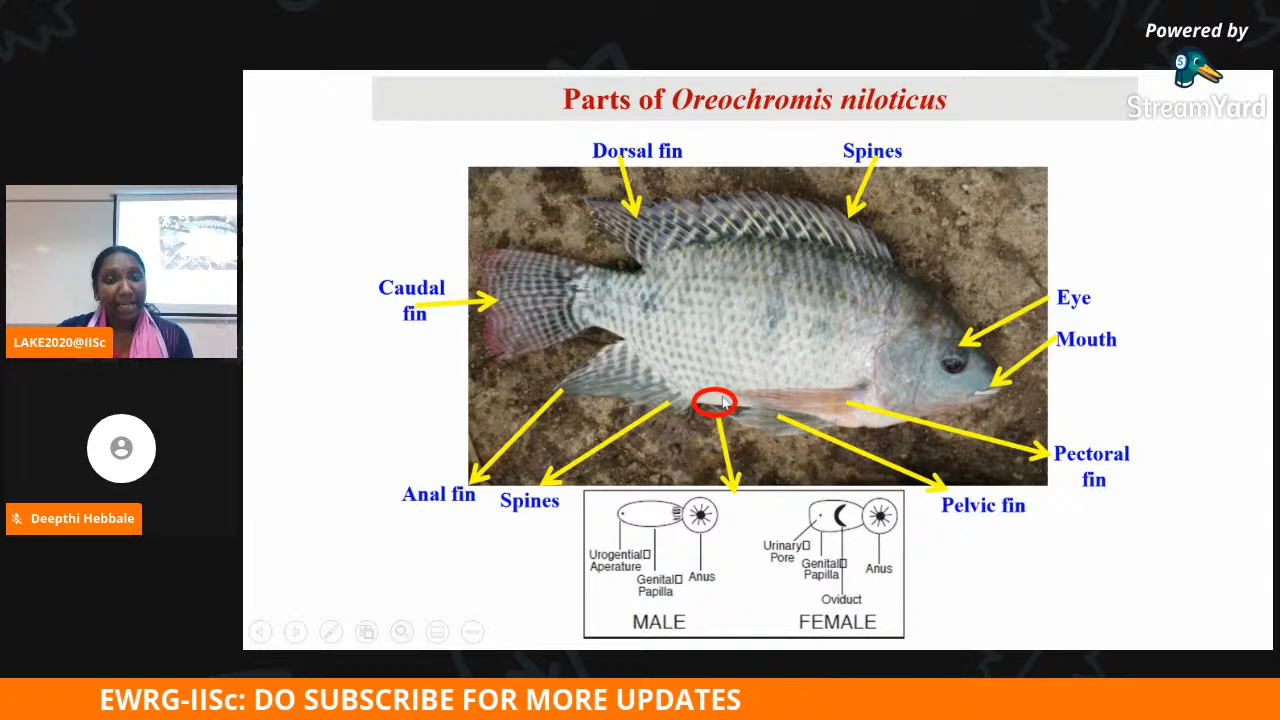 Powered by
StreamYard
Parts of Oreochromis niloticus
Dorsal fin
Spines
Caudal
fin
Eye
Mouth
LAKE2020@IISc
Pectoral
fin
Anal fin
Spines
Pelvic fin
Urogential
Aperature
Genital
Papilla
Anus
MALE
Urinary
Pore
Genital
Papilla
Anus
Oviduct
FEMALE
Deepthi Hebbale
EWRG-IISc: DO SUBSCRIBE FOR MORE UPDATES